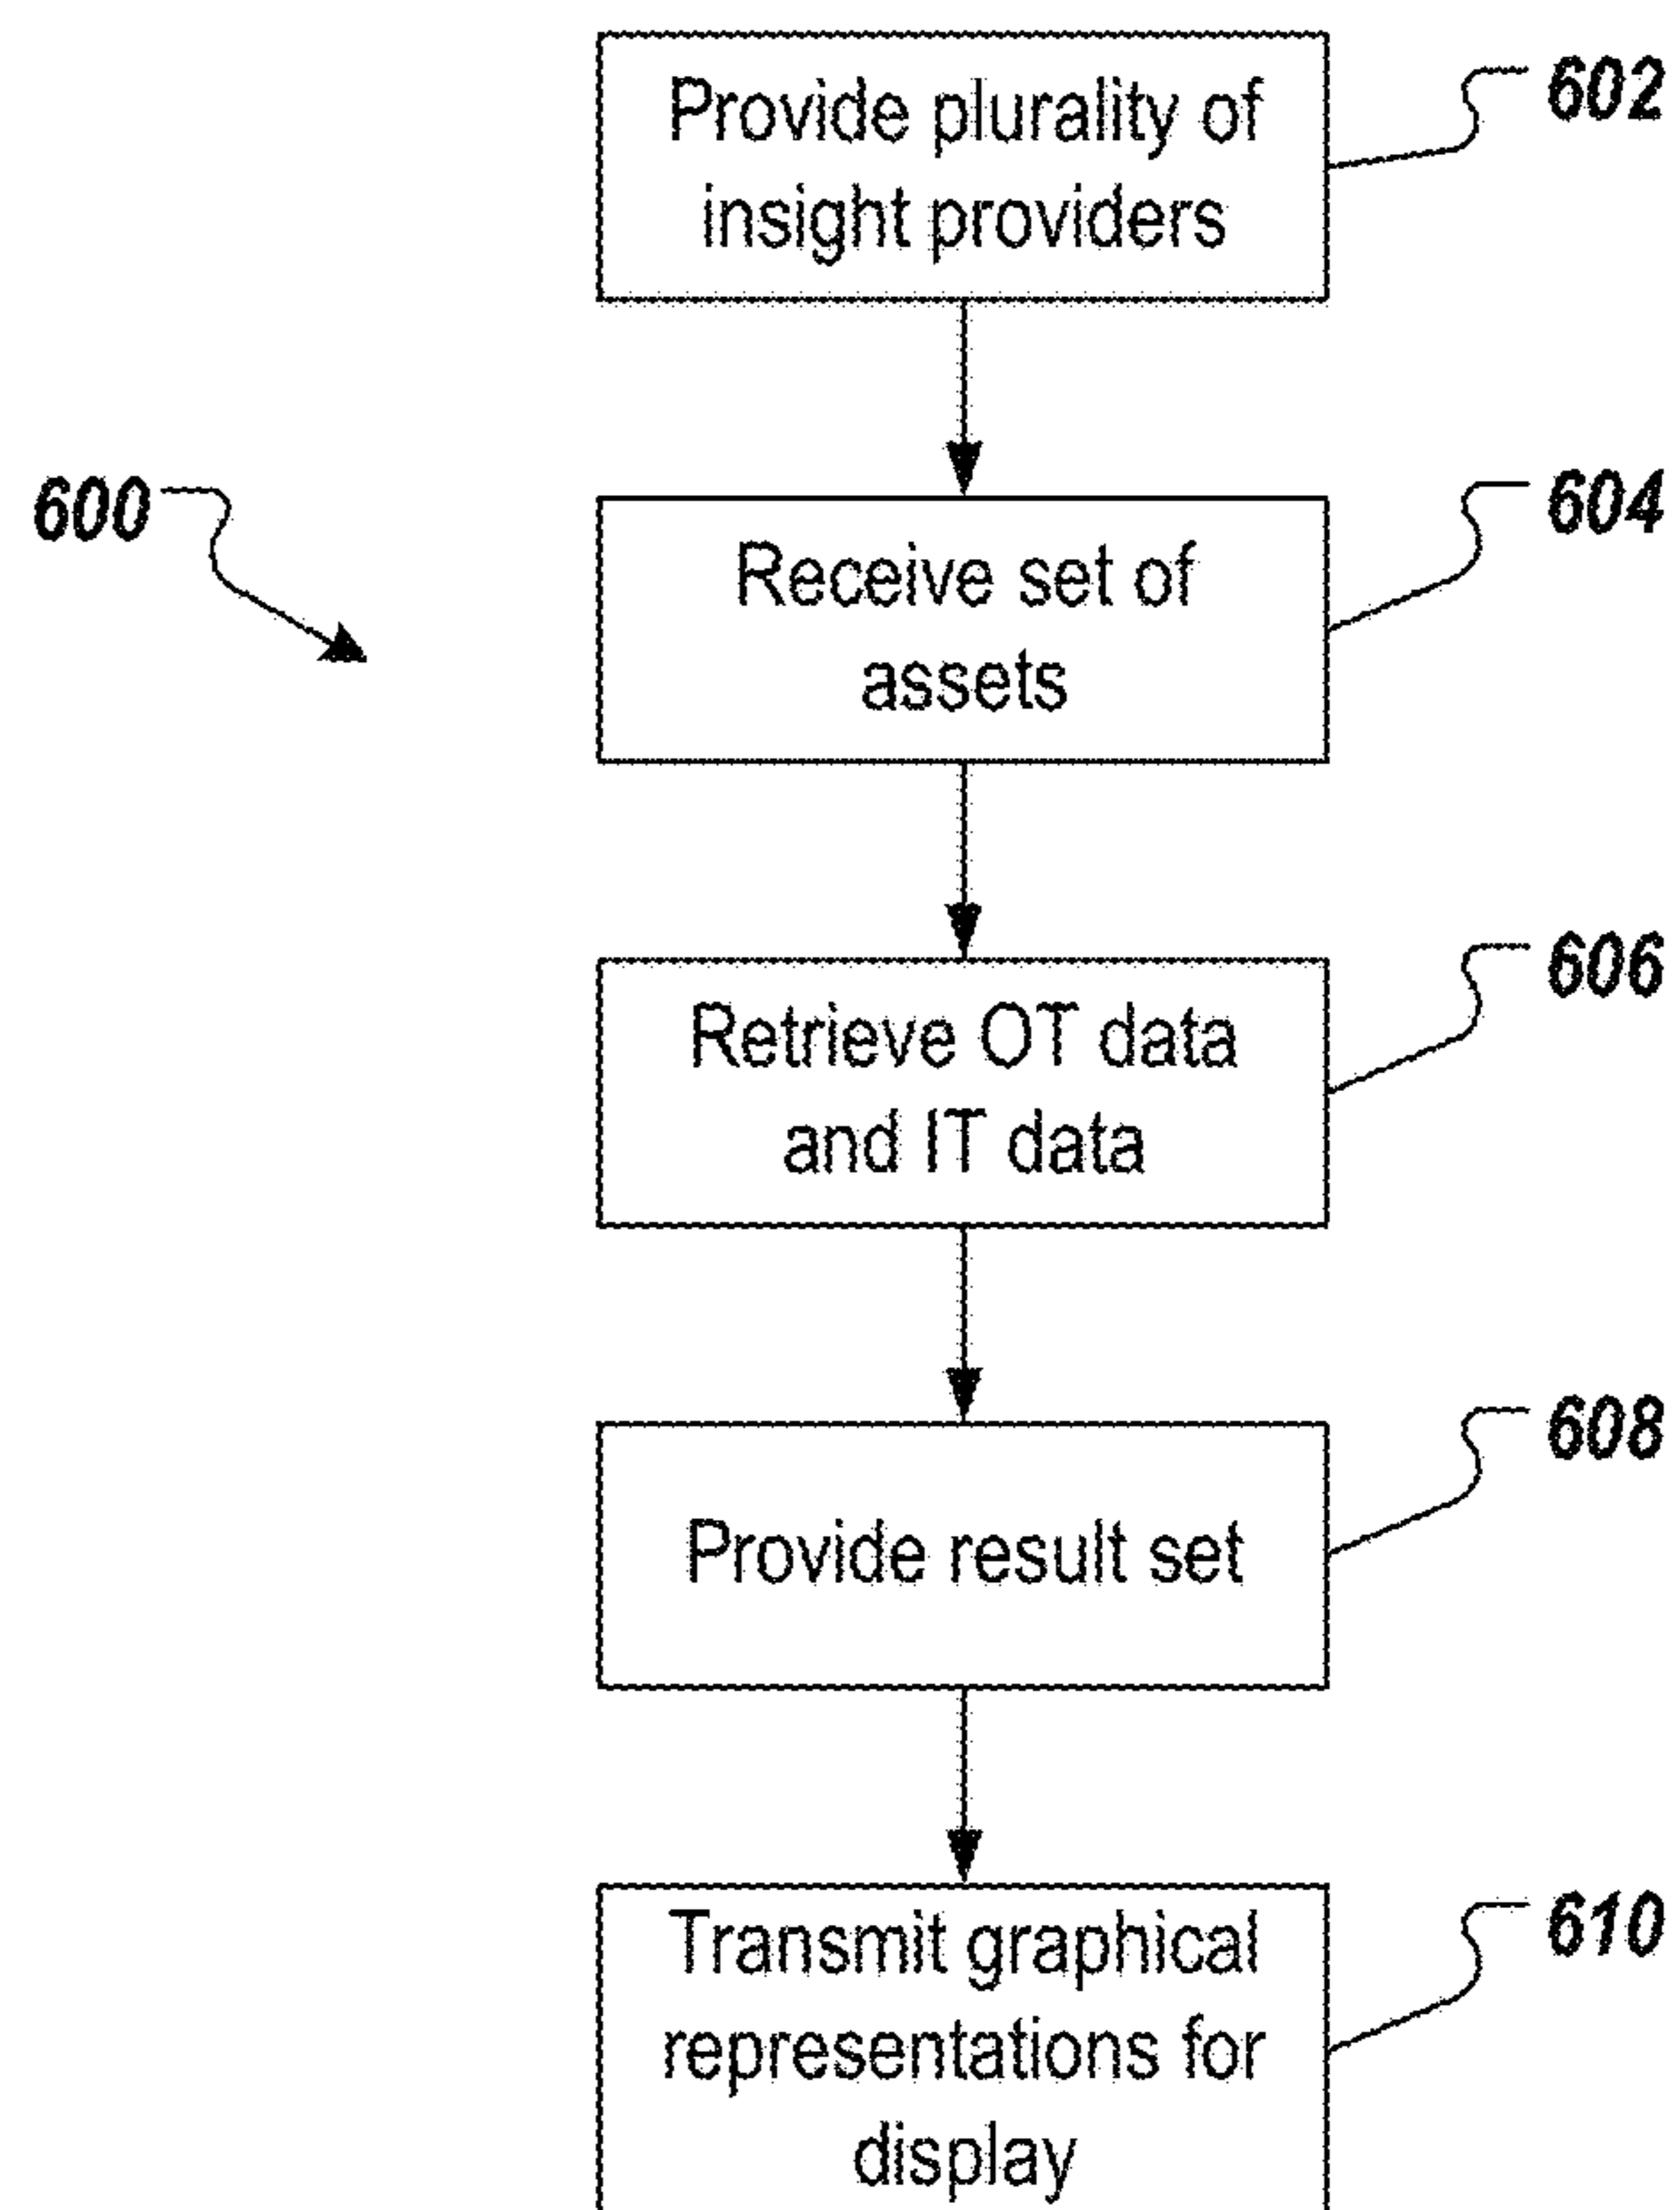 Provide plurality of
insight providers
602
600
Receive set of
assets
604
Retrieve OT data
and IT data
606
Provide result set
608
Transmit graphical
representations for
display
610